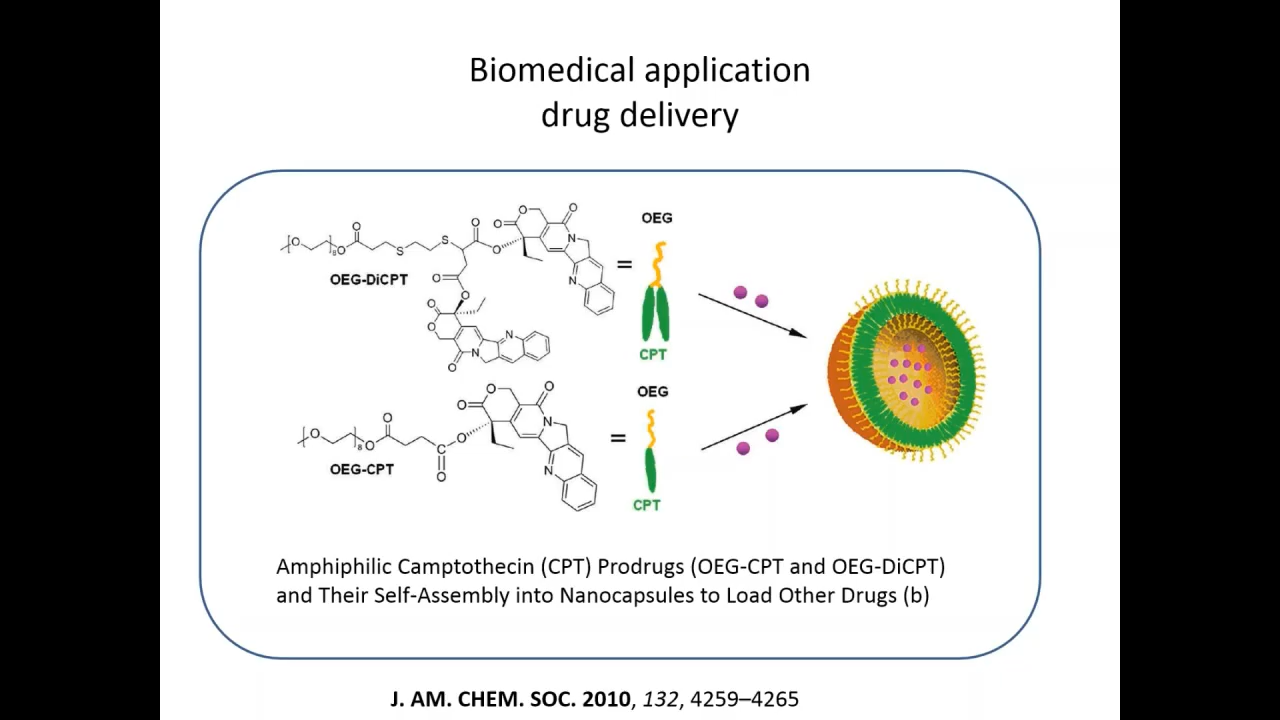 Biomedical application
drug delivery
OEG-DiCPT
=
OEG
CPT
OEG-CPT
=
OEG
CPT
Amphiphilic Camptothecin (CPT) Prodrugs (OEG-CPT and OEG-DiCPT)
and Their Self-Assembly into Nanocapsules to Load Other Drugs (b)
J. AM. CHEM. SOC. 2010, 132, 4259–4265